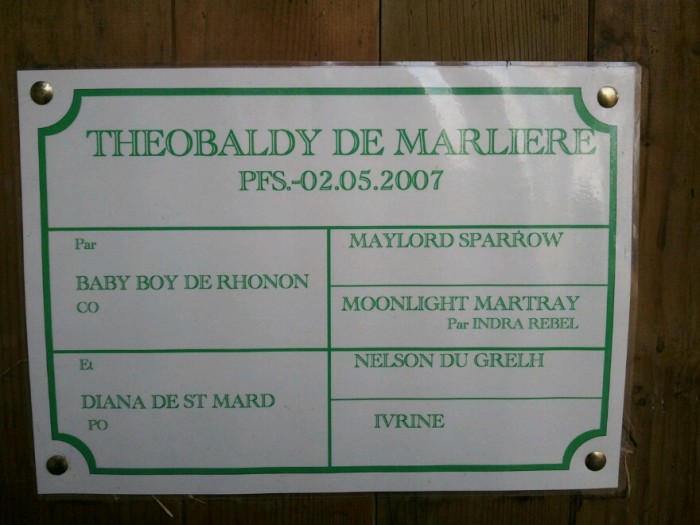 THEOBALDY DE MARLIERE
PFS.-02.05.2007
Par
BABY BOY DE RHONON
CO
MAYLORD SPARROW
MOONLIGHT MARTRAY
Par INDRA REBEL
Et
DIANA DE ST MARD
PO
NELSON DU GRELH
IVRINE